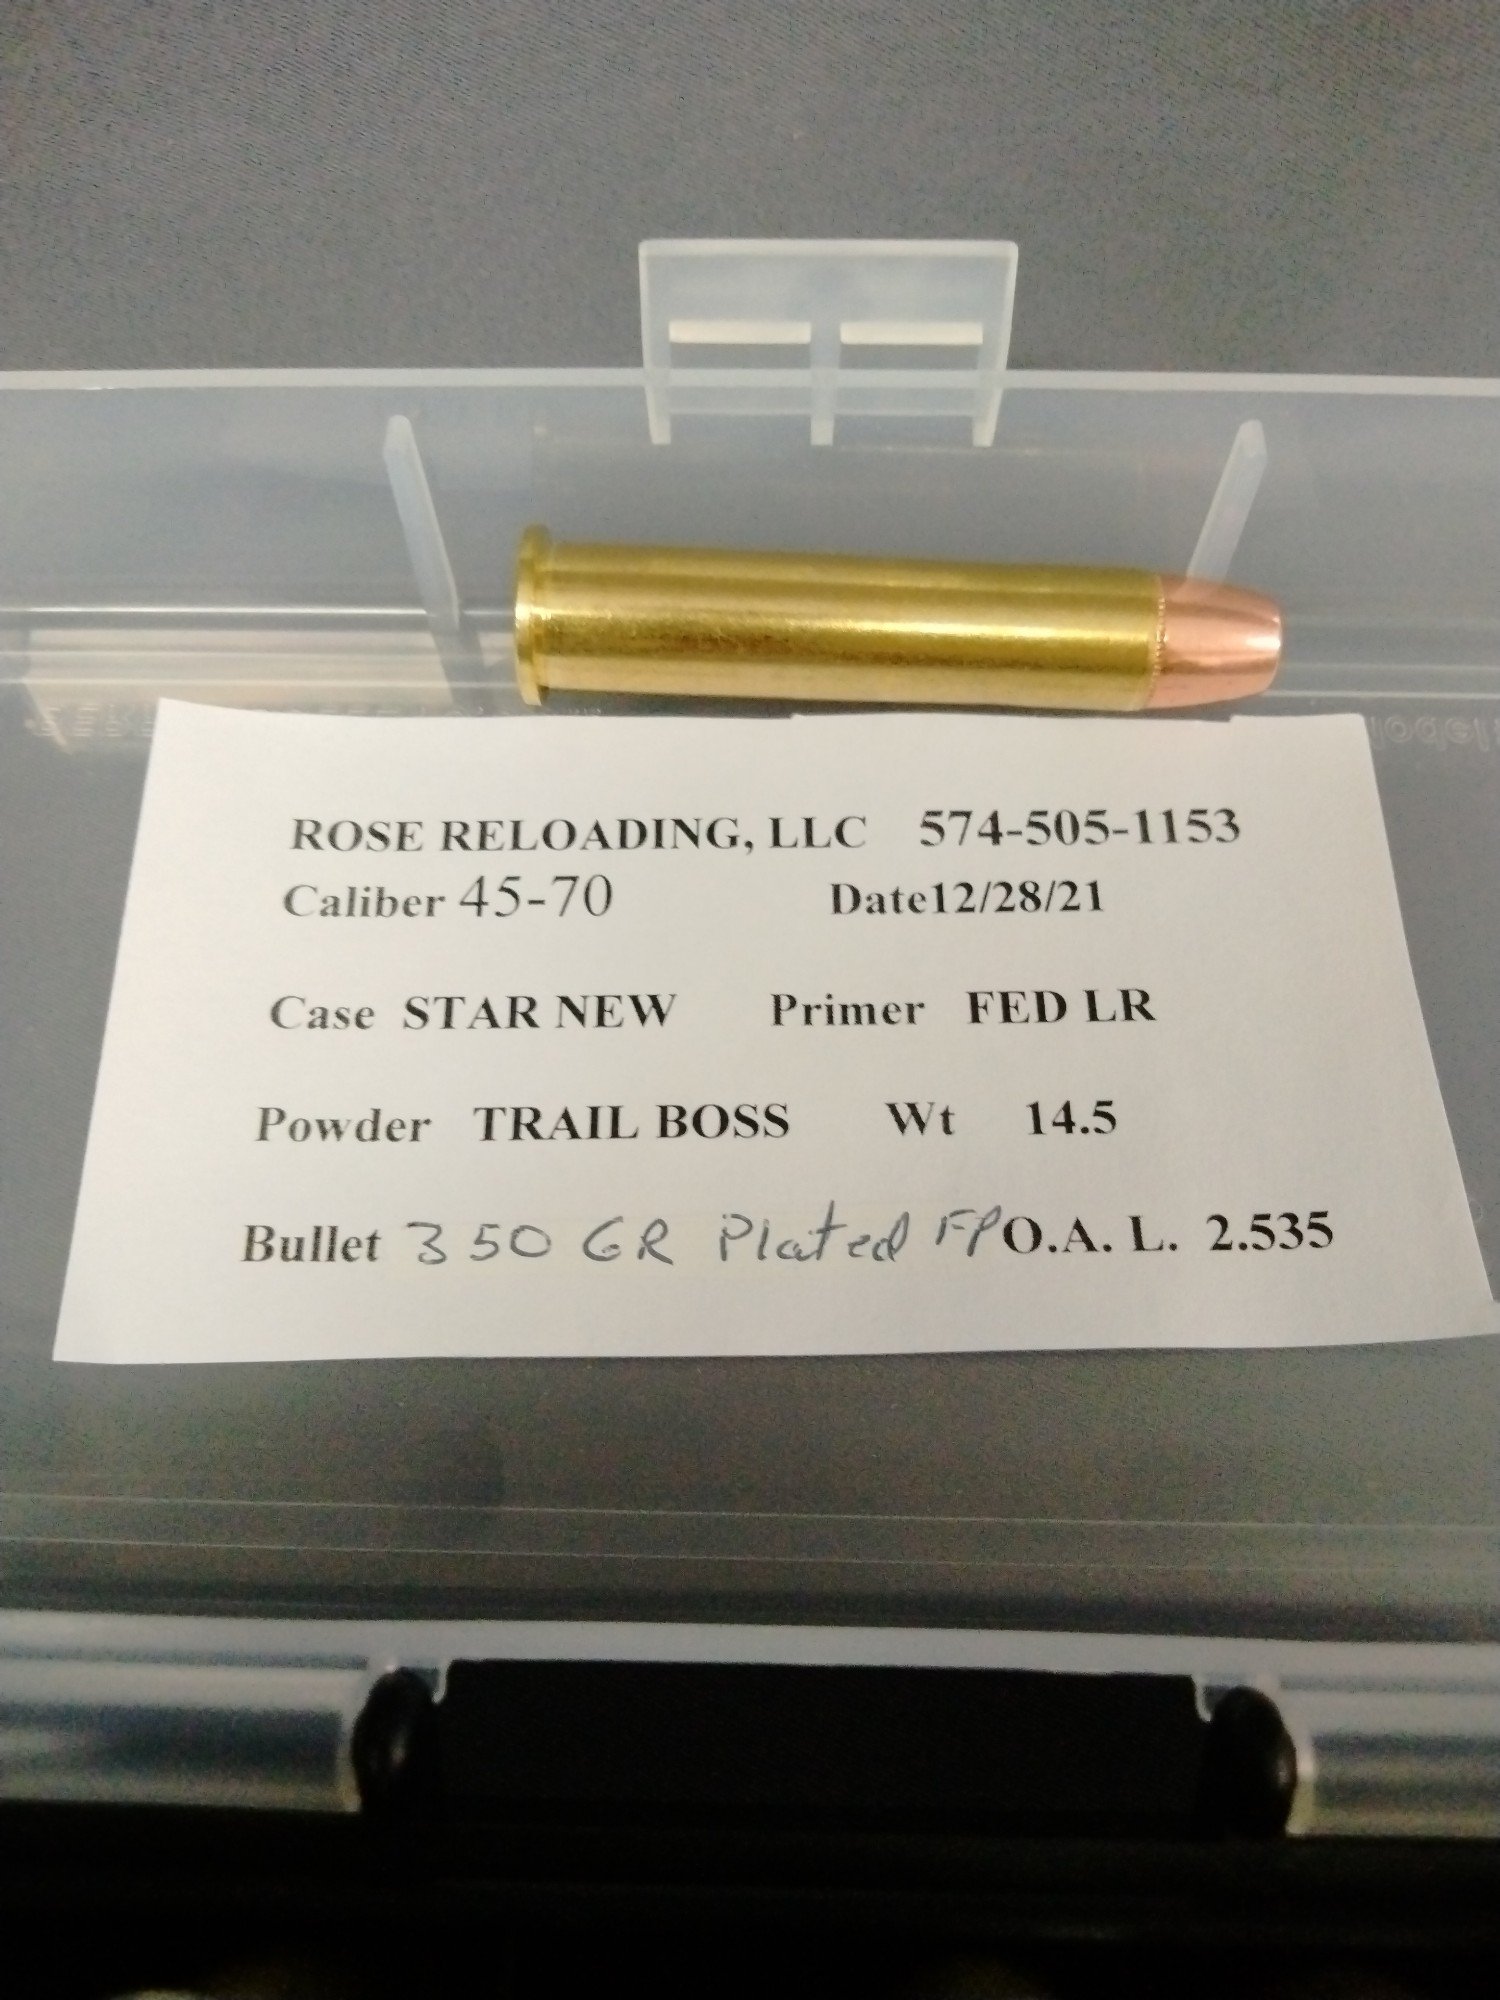 ROSE RELOADING, LLC 574-505-1153
Caliber 45-70 Date12/28/21
Case STAR NEW Primer FED LR
Powder TRAIL BOSS Wt 14.5
Bullet 350 GR Plated FP O.A. L. 2.535